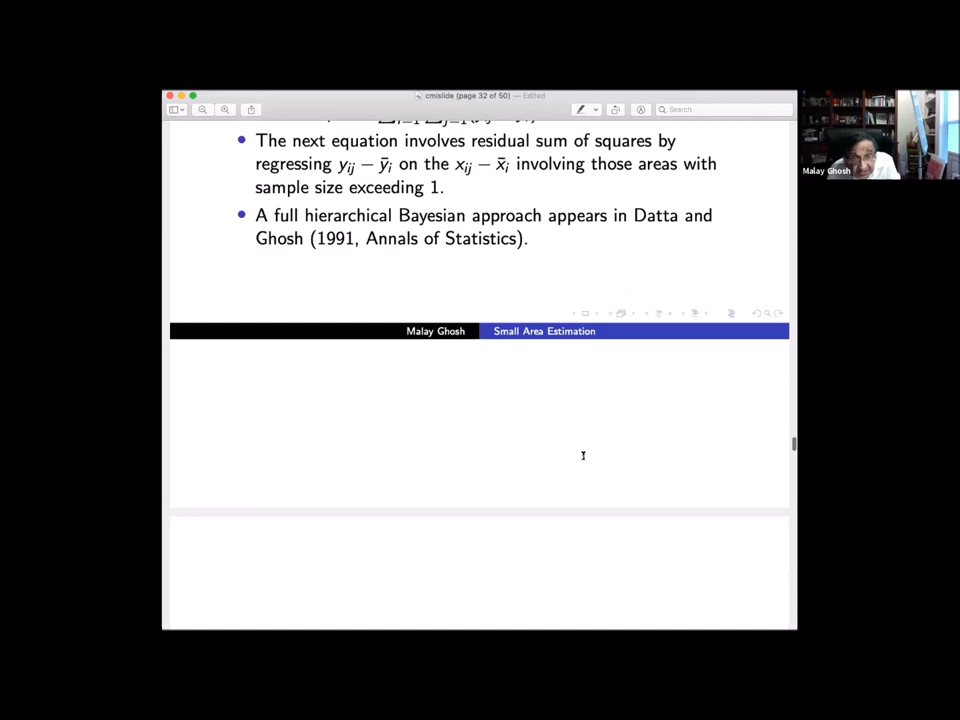 cmislide (page 32 of 50) — Edited
Search
The next equation involves residual sum of squares by
regressing yij − ȳi on the xij − x̄i involving those areas with
sample size exceeding 1.
A full hierarchical Bayesian approach appears in Datta and
Ghosh (1991, Annals of Statistics).
Malay Ghosh Small Area Estimation
Malay Ghosh